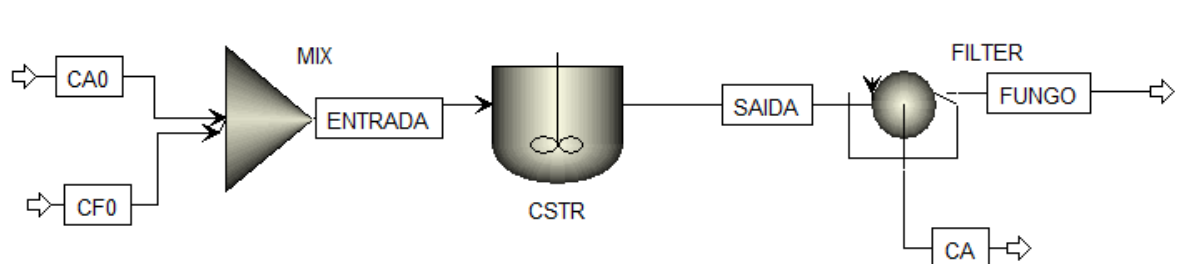 MIX
FILTER
CA0
FUNGO
ENTRADA
SAIDA
CF0
CSTR
CA